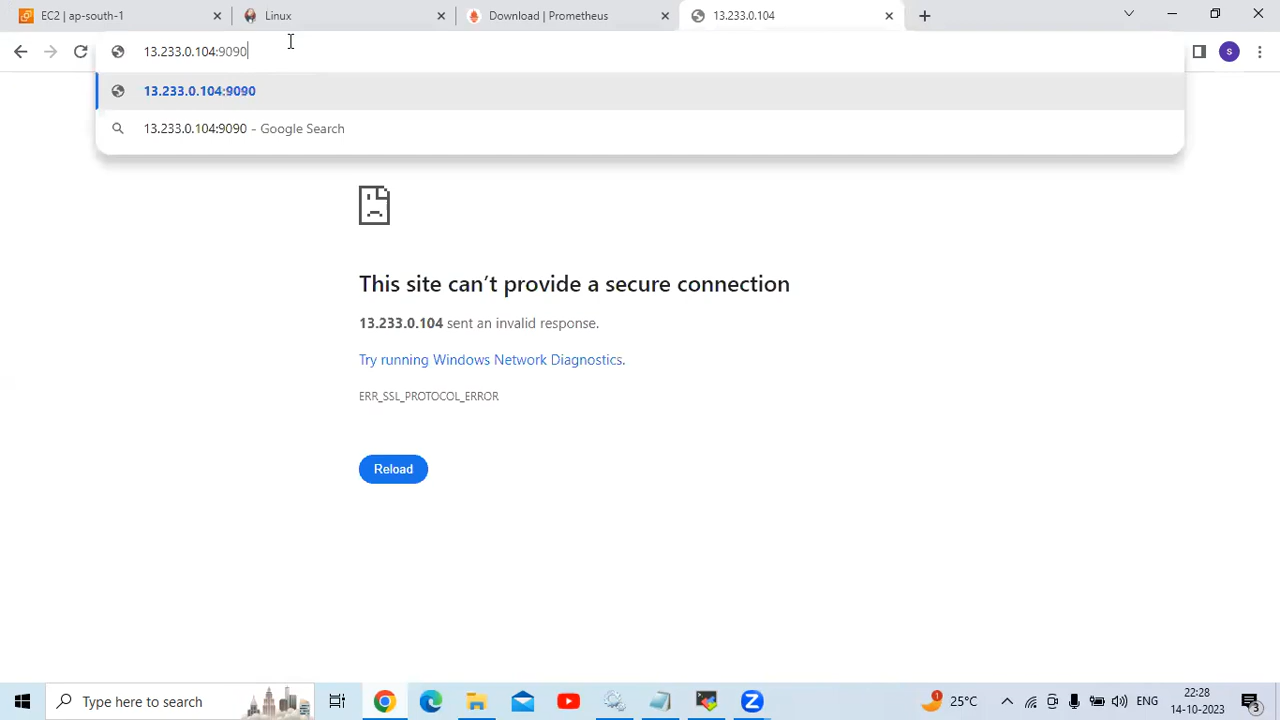 EC2 | ap-south-1
Linux
Download | Prometheus
13.233.0.104
13.233.0.104:9090
s
13.233.0.104:9090
13.233.0.104:9090 - Google Search
This site can't provide a secure connection
13.233.0.104 sent an invalid response.
Try running Windows Network Diagnostics.
ERR_SSL_PROTOCOL_ERROR
Reload
Type here to search
1
25°C
ENG
22:28
14-10-2023
3